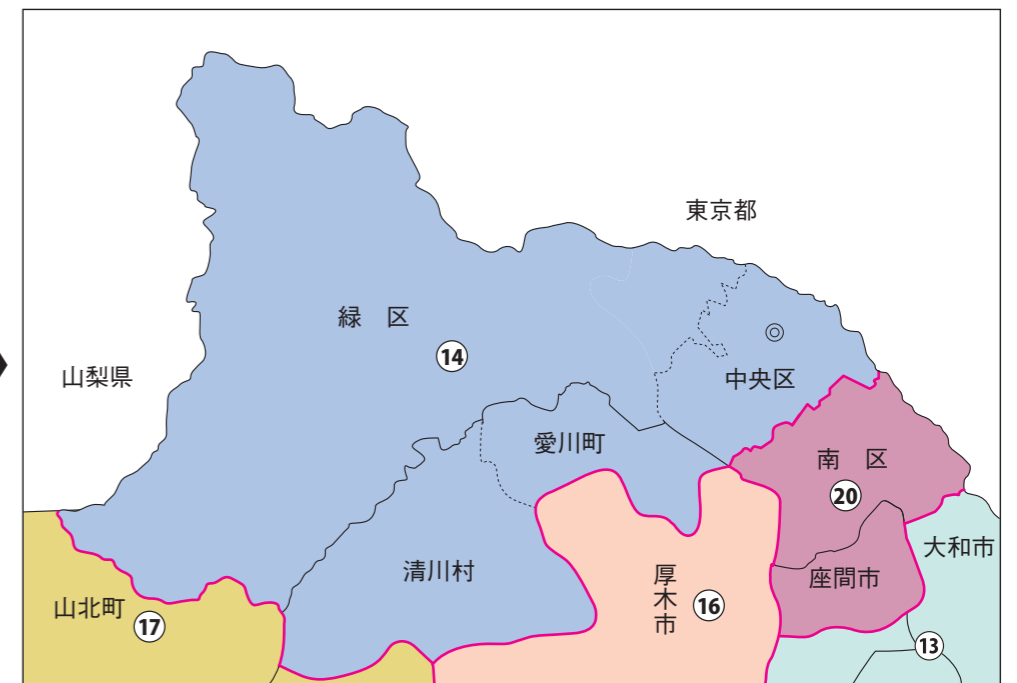 東京都
緑 区
14
山梨県
中央区
愛川町
南 区
20
大和市
清川村
座間市
厚木市
16
山北町
17
13